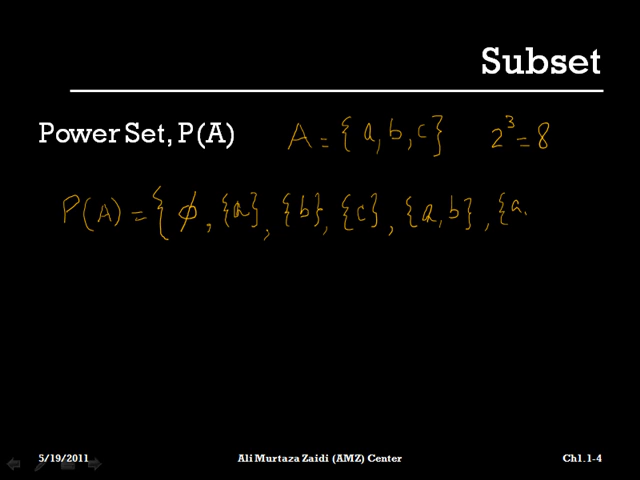 Subset
Power Set, P(A) A = {a, b, c} 2³ = 8
P(A) = { φ, {a}, {b}, {c}, {a, b}, {a,
5/19/2011 Ali Murtaza Zaidi (AMZ) Center Ch1.1-4